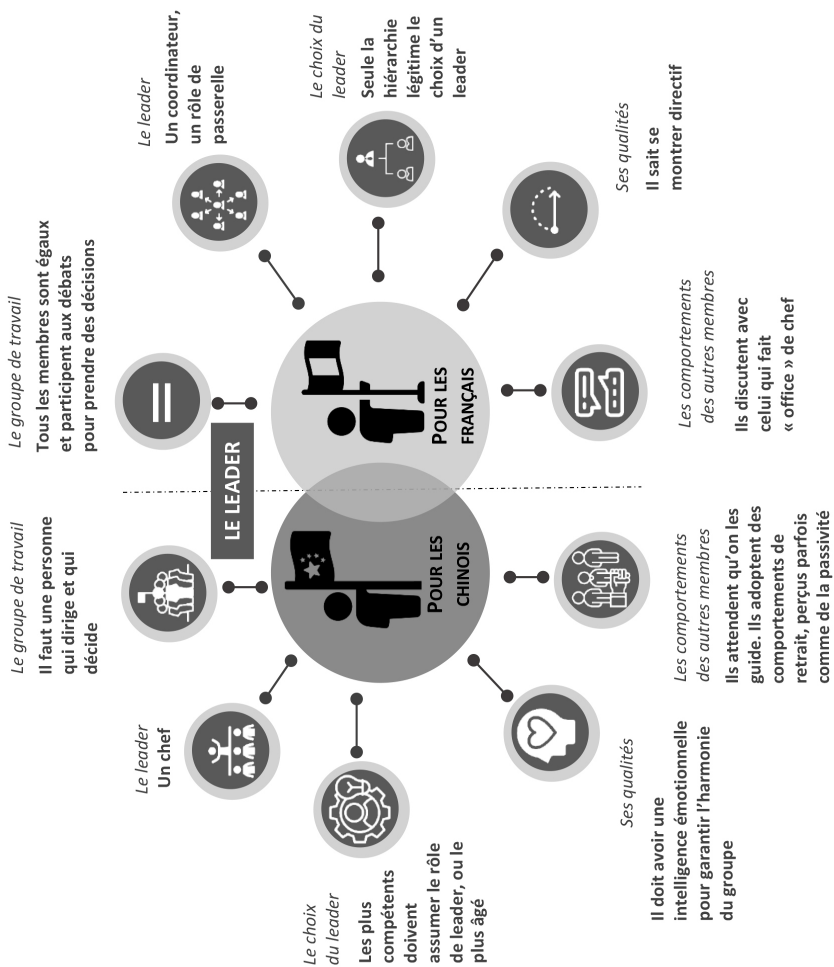 LE LEADER
POUR LES
CHINOIS
POUR LES
FRANÇAIS
Le groupe de travail
Il faut une personne
qui dirige et qui
décide
Le leader
Un chef
Le choix
du leader
Les plus
compétents
doivent
assumer le rôle
de leader, ou le
plus âgé
Ses qualités
Il doit avoir une
intelligence émotionnelle
pour garantir l'harmonie
du groupe
Les comportements
des autres membres
Ils attendent qu'on les
guide. Ils adoptent des
comportements de
retrait, perçus parfois
comme de la passivité
Le groupe de travail
Tous les membres sont égaux
et participent aux débats
pour prendre des décisions
Le leader
Un coordinateur,
un rôle de
passerelle
Le choix du
leader
Seule la
hiérarchie
légitime le
choix d'un
leader
Ses qualités
Il sait se
montrer directif
Les comportements
des autres membres
Ils discutent avec
celui qui fait
« office » de chef